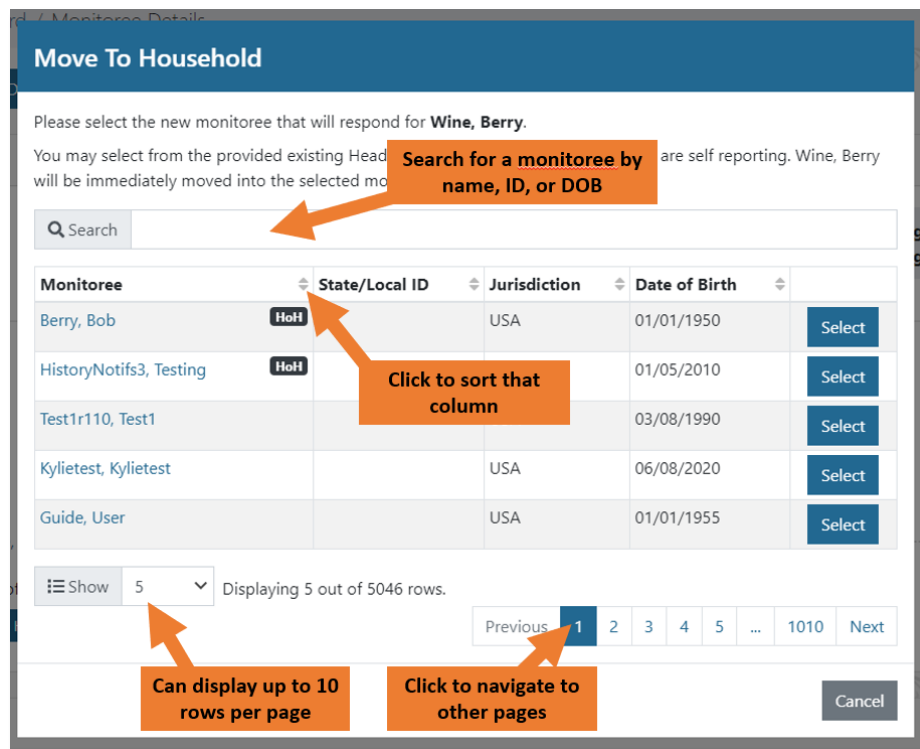 rd / Monitoree Details
Move To Household
Please select the new monitoree that will respond for Wine, Berry.
You may select from the provided existing Head are self reporting. Wine, Berry
will be immediately moved into the selected
Search for a monitoree by
name, ID, or DOB
Search
Monitoree State/Local ID Jurisdiction Date of Birth
Berry, Bob HoH USA 01/01/1950 Select
HistoryNotifs3, Testing HoH 01/05/2010 Select
Click to sort that
column
Test1r110, Test1 03/08/1990 Select
Kylietest, Kylietest USA 06/08/2020 Select
Guide, User USA 01/01/1955 Select
Show 5 Displaying 5 out of 5046 rows.
Previous 1 2 3 4 5 ... 1010 Next
Can display up to 10
rows per page
Click to navigate to
other pages
Cancel